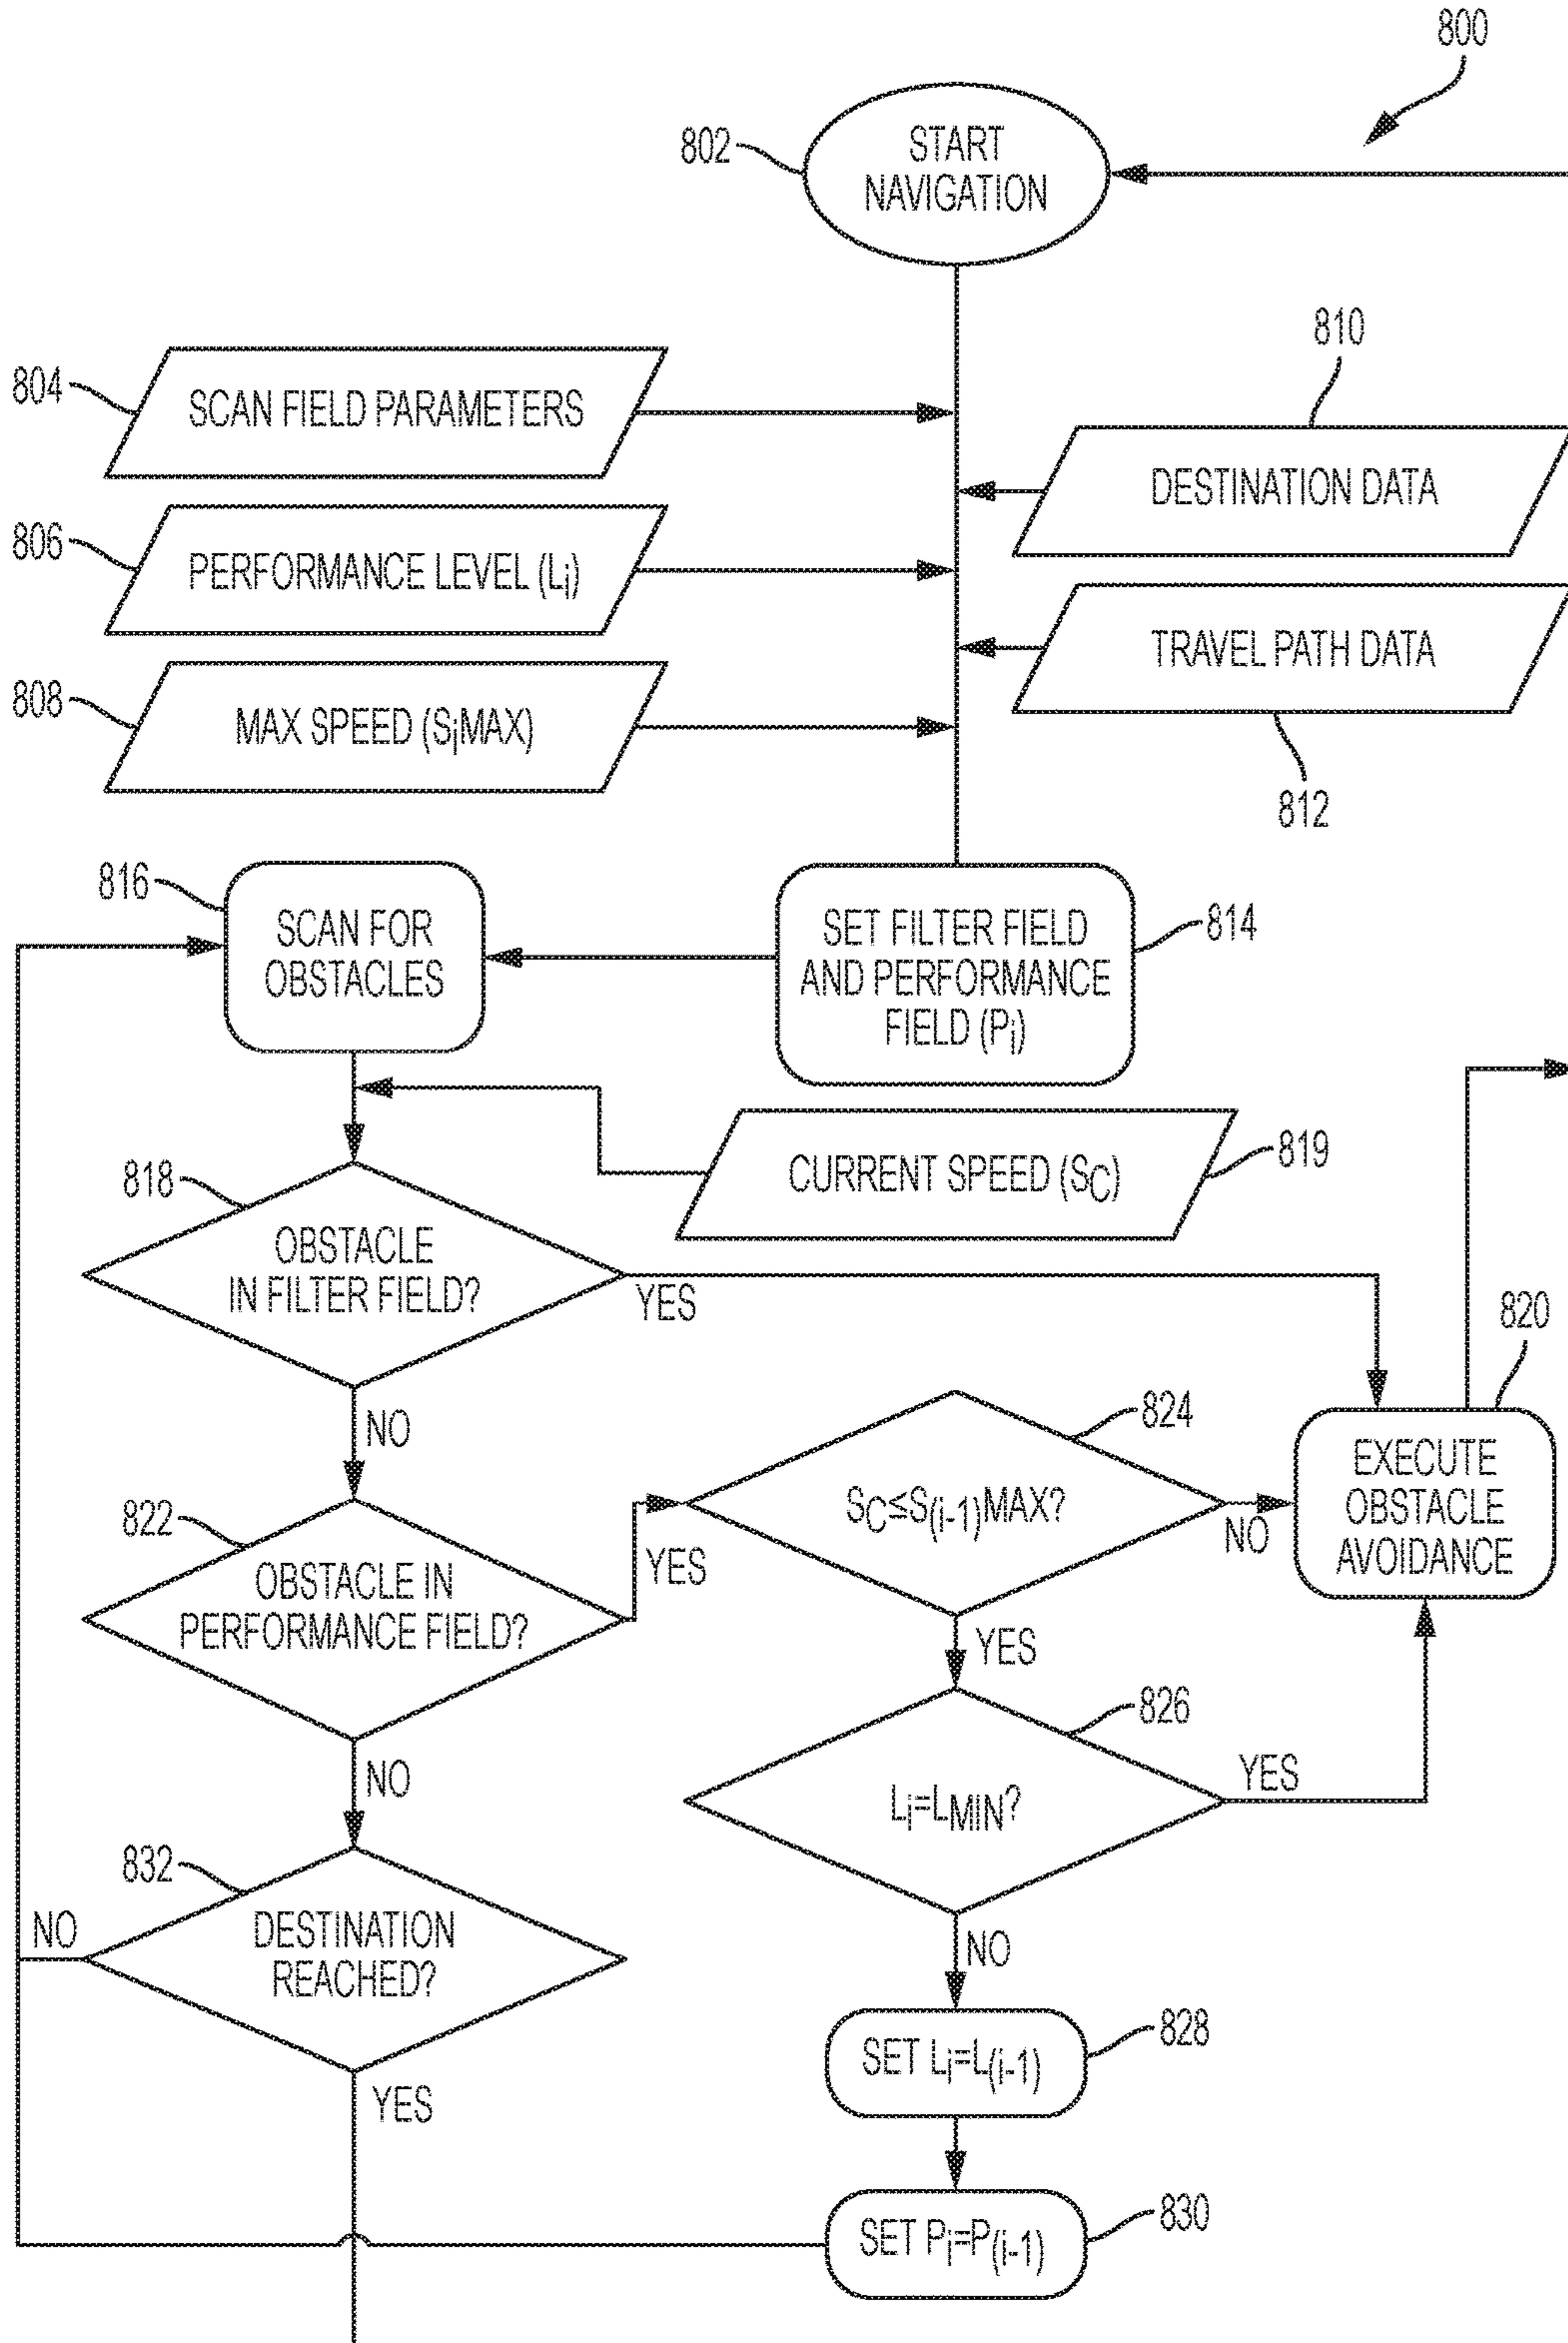 800
802
START
NAVIGATION
810
804
SCAN FIELD PARAMETERS
DESTINATION DATA
806
PERFORMANCE LEVEL (Li)
TRAVEL PATH DATA
808
MAX SPEED (SiMAX)
812
816
SCAN FOR
OBSTACLES
SET FILTER FIELD
AND PERFORMANCE
FIELD (Pi)
814
CURRENT SPEED (SC)
819
818
OBSTACLE
IN FILTER FIELD?
YES
820
NO
824
EXECUTE
OBSTACLE
AVOIDANCE
822
SC≤S(i-1)MAX?
NO
YES
OBSTACLE IN
PERFORMANCE FIELD?
YES
826
NO
YES
Li=LMIN?
832
NO
DESTINATION
REACHED?
NO
828
SET Li=L(i-1)
YES
830
SET Pi=P(i-1)